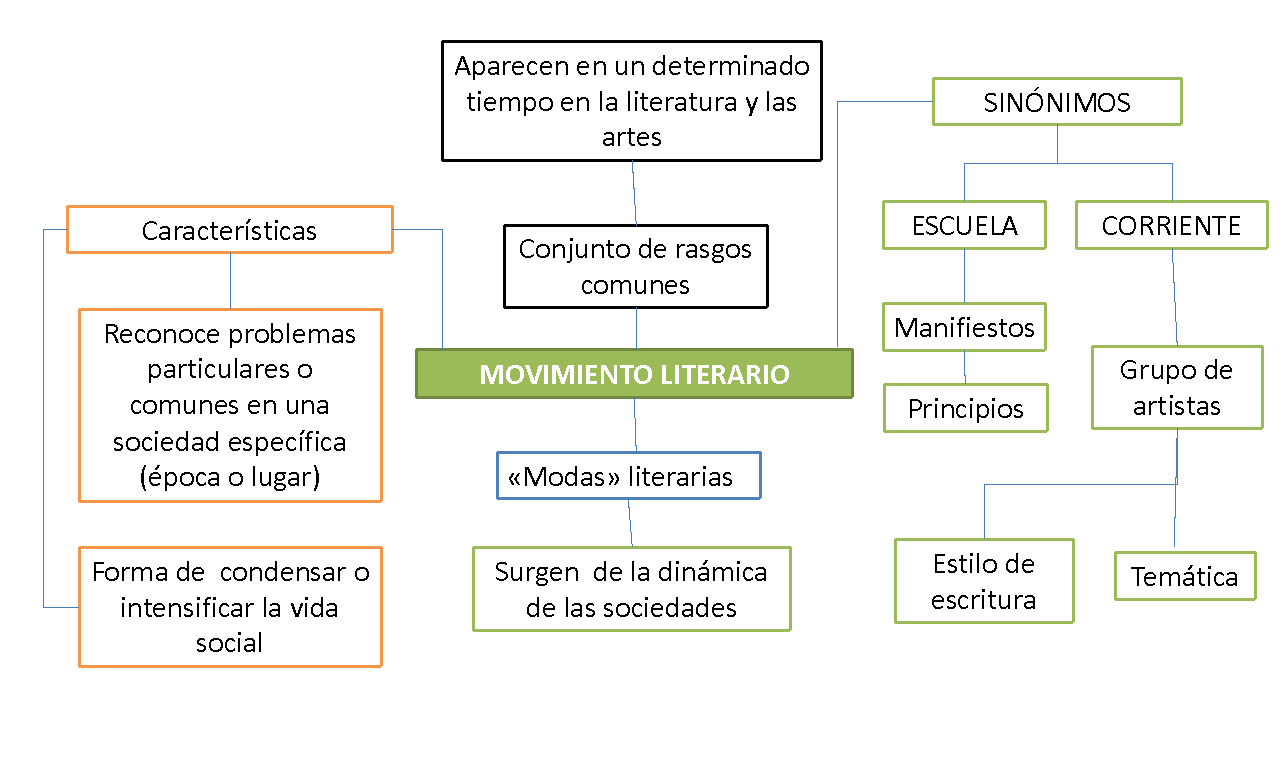 Aparecen en un determinado
tiempo en la literatura y las
artes
SINÓNIMOS
Características
Conjunto de rasgos
comunes
ESCUELA
CORRIENTE
Reconoce problemas
particulares o
comunes en una
sociedad específica
(época o lugar)
MOVIMIENTO LITERARIO
Manifiestos
Principios
Grupo de
artistas
«Modas» literarias
Forma de condensar o
intensificar la vida
social
Surgen de la dinámica
de las sociedades
Estilo de
escritura
Temática